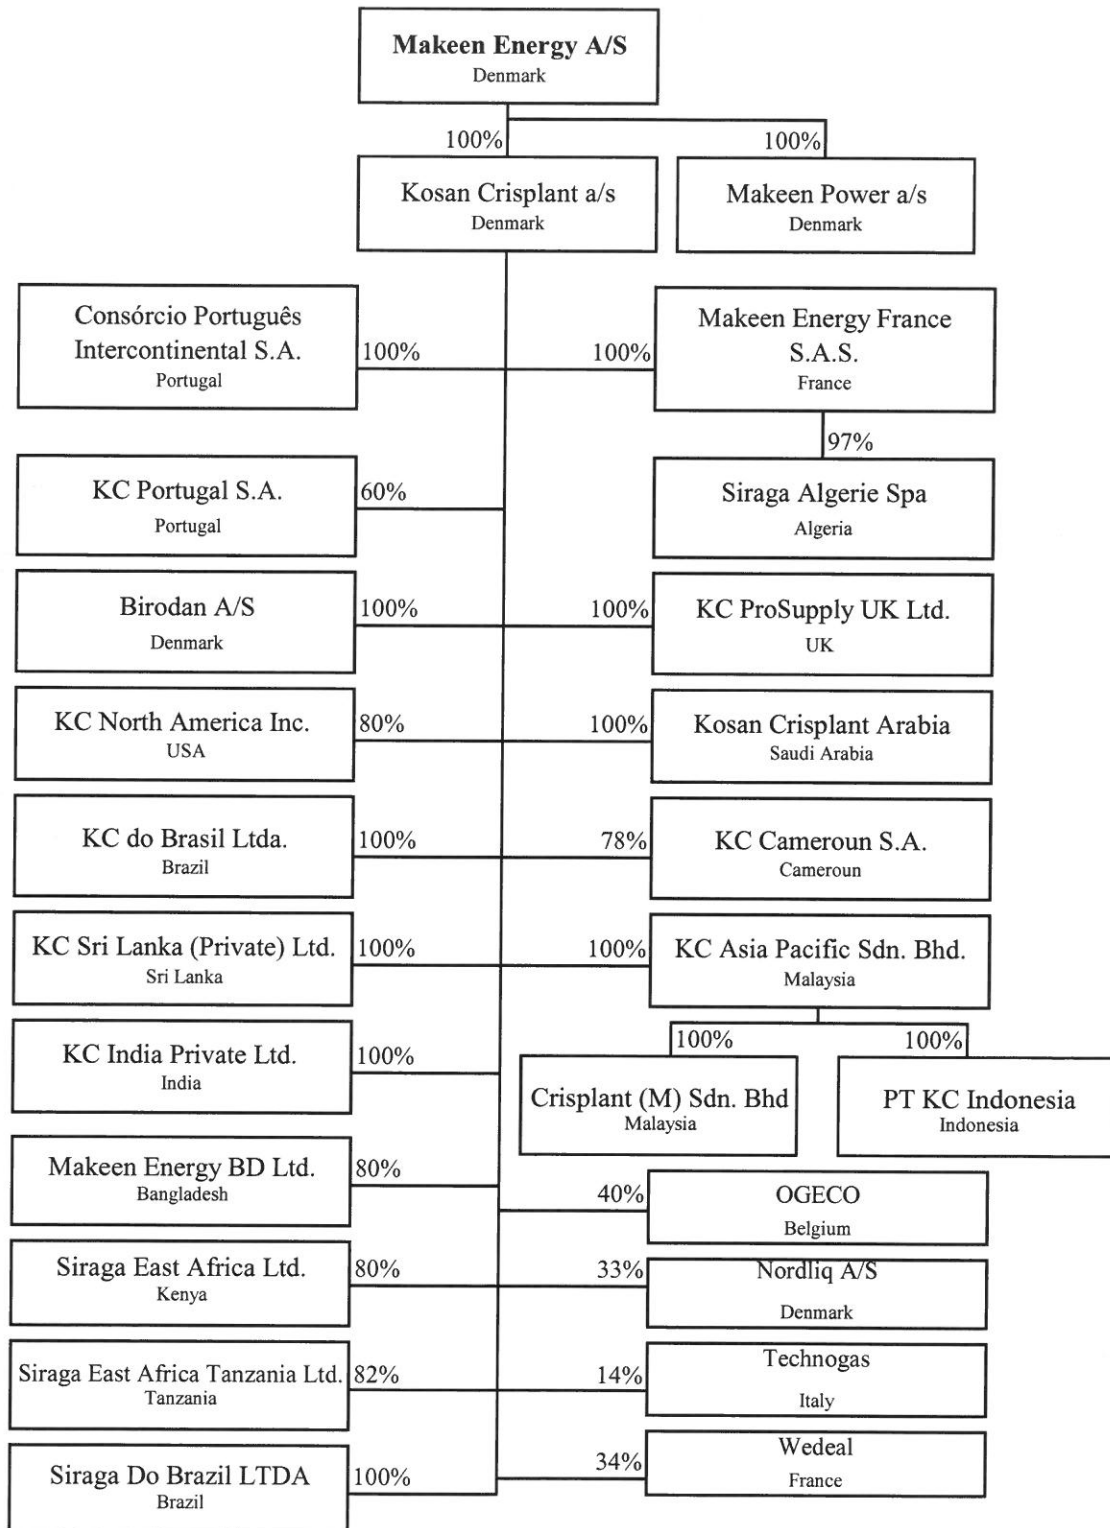 Makeen Energy A/S
Denmark
100%
100%
Kosan Crisplant a/s
Denmark
Makeen Power a/s
Denmark
Consórcio Português
Intercontinental S.A.
Portugal
100%
100%
Makeen Energy France
S.A.S.
France
97%
KC Portugal S.A.
Portugal
60%
Siraga Algerie Spa
Algeria
Birodan A/S
Denmark
100%
100%
KC ProSupply UK Ltd.
UK
KC North America Inc.
USA
80%
100%
Kosan Crisplant Arabia
Saudi Arabia
KC do Brasil Ltda.
Brazil
100%
78%
KC Cameroun S.A.
Cameroun
KC Sri Lanka (Private) Ltd.
Sri Lanka
100%
100%
KC Asia Pacific Sdn. Bhd.
Malaysia
KC India Private Ltd.
India
100%
100%
100%
Crisplant (M) Sdn. Bhd
Malaysia
PT KC Indonesia
Indonesia
Makeen Energy BD Ltd.
Bangladesh
80%
40%
OGECO
Belgium
Siraga East Africa Ltd.
Kenya
80%
33%
Nordliq A/S
Denmark
Siraga East Africa Tanzania Ltd.
Tanzania
82%
14%
Technogas
Italy
Siraga Do Brazil LTDA
Brazil
100%
34%
Wedeal
France